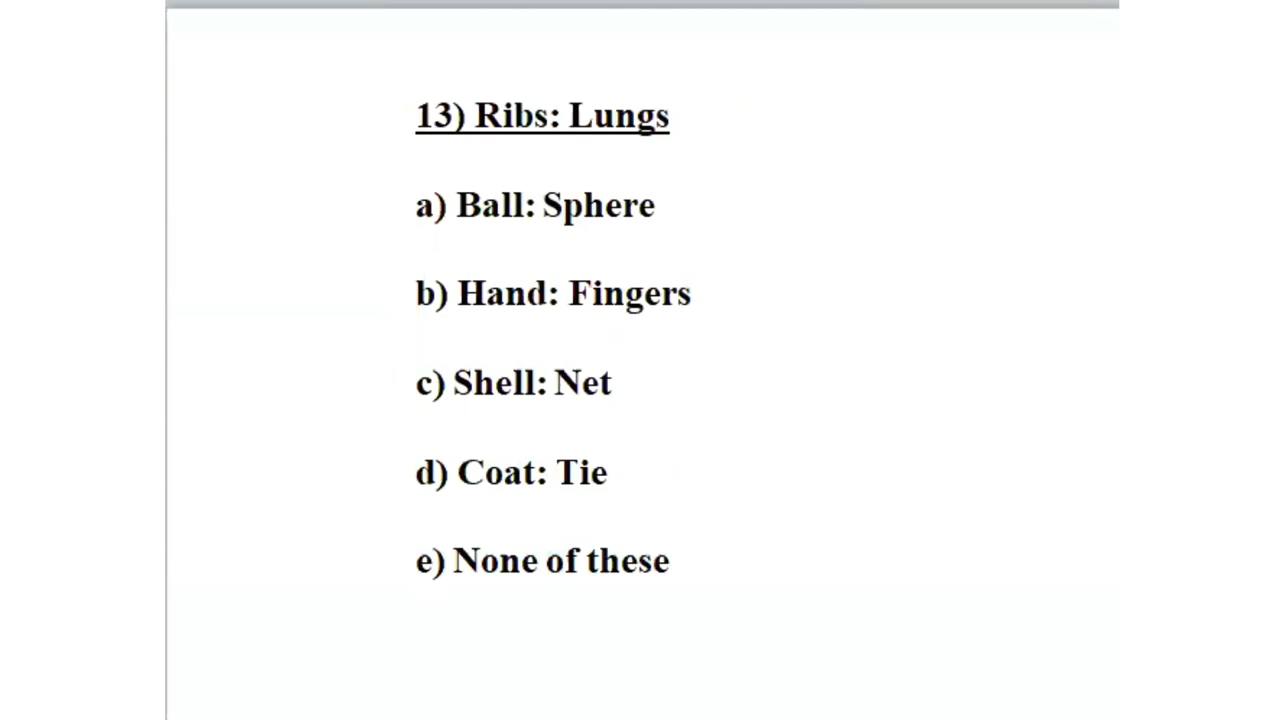 13) Ribs: Lungs
a) Ball: Sphere
b) Hand: Fingers
c) Shell: Net
d) Coat: Tie
e) None of these